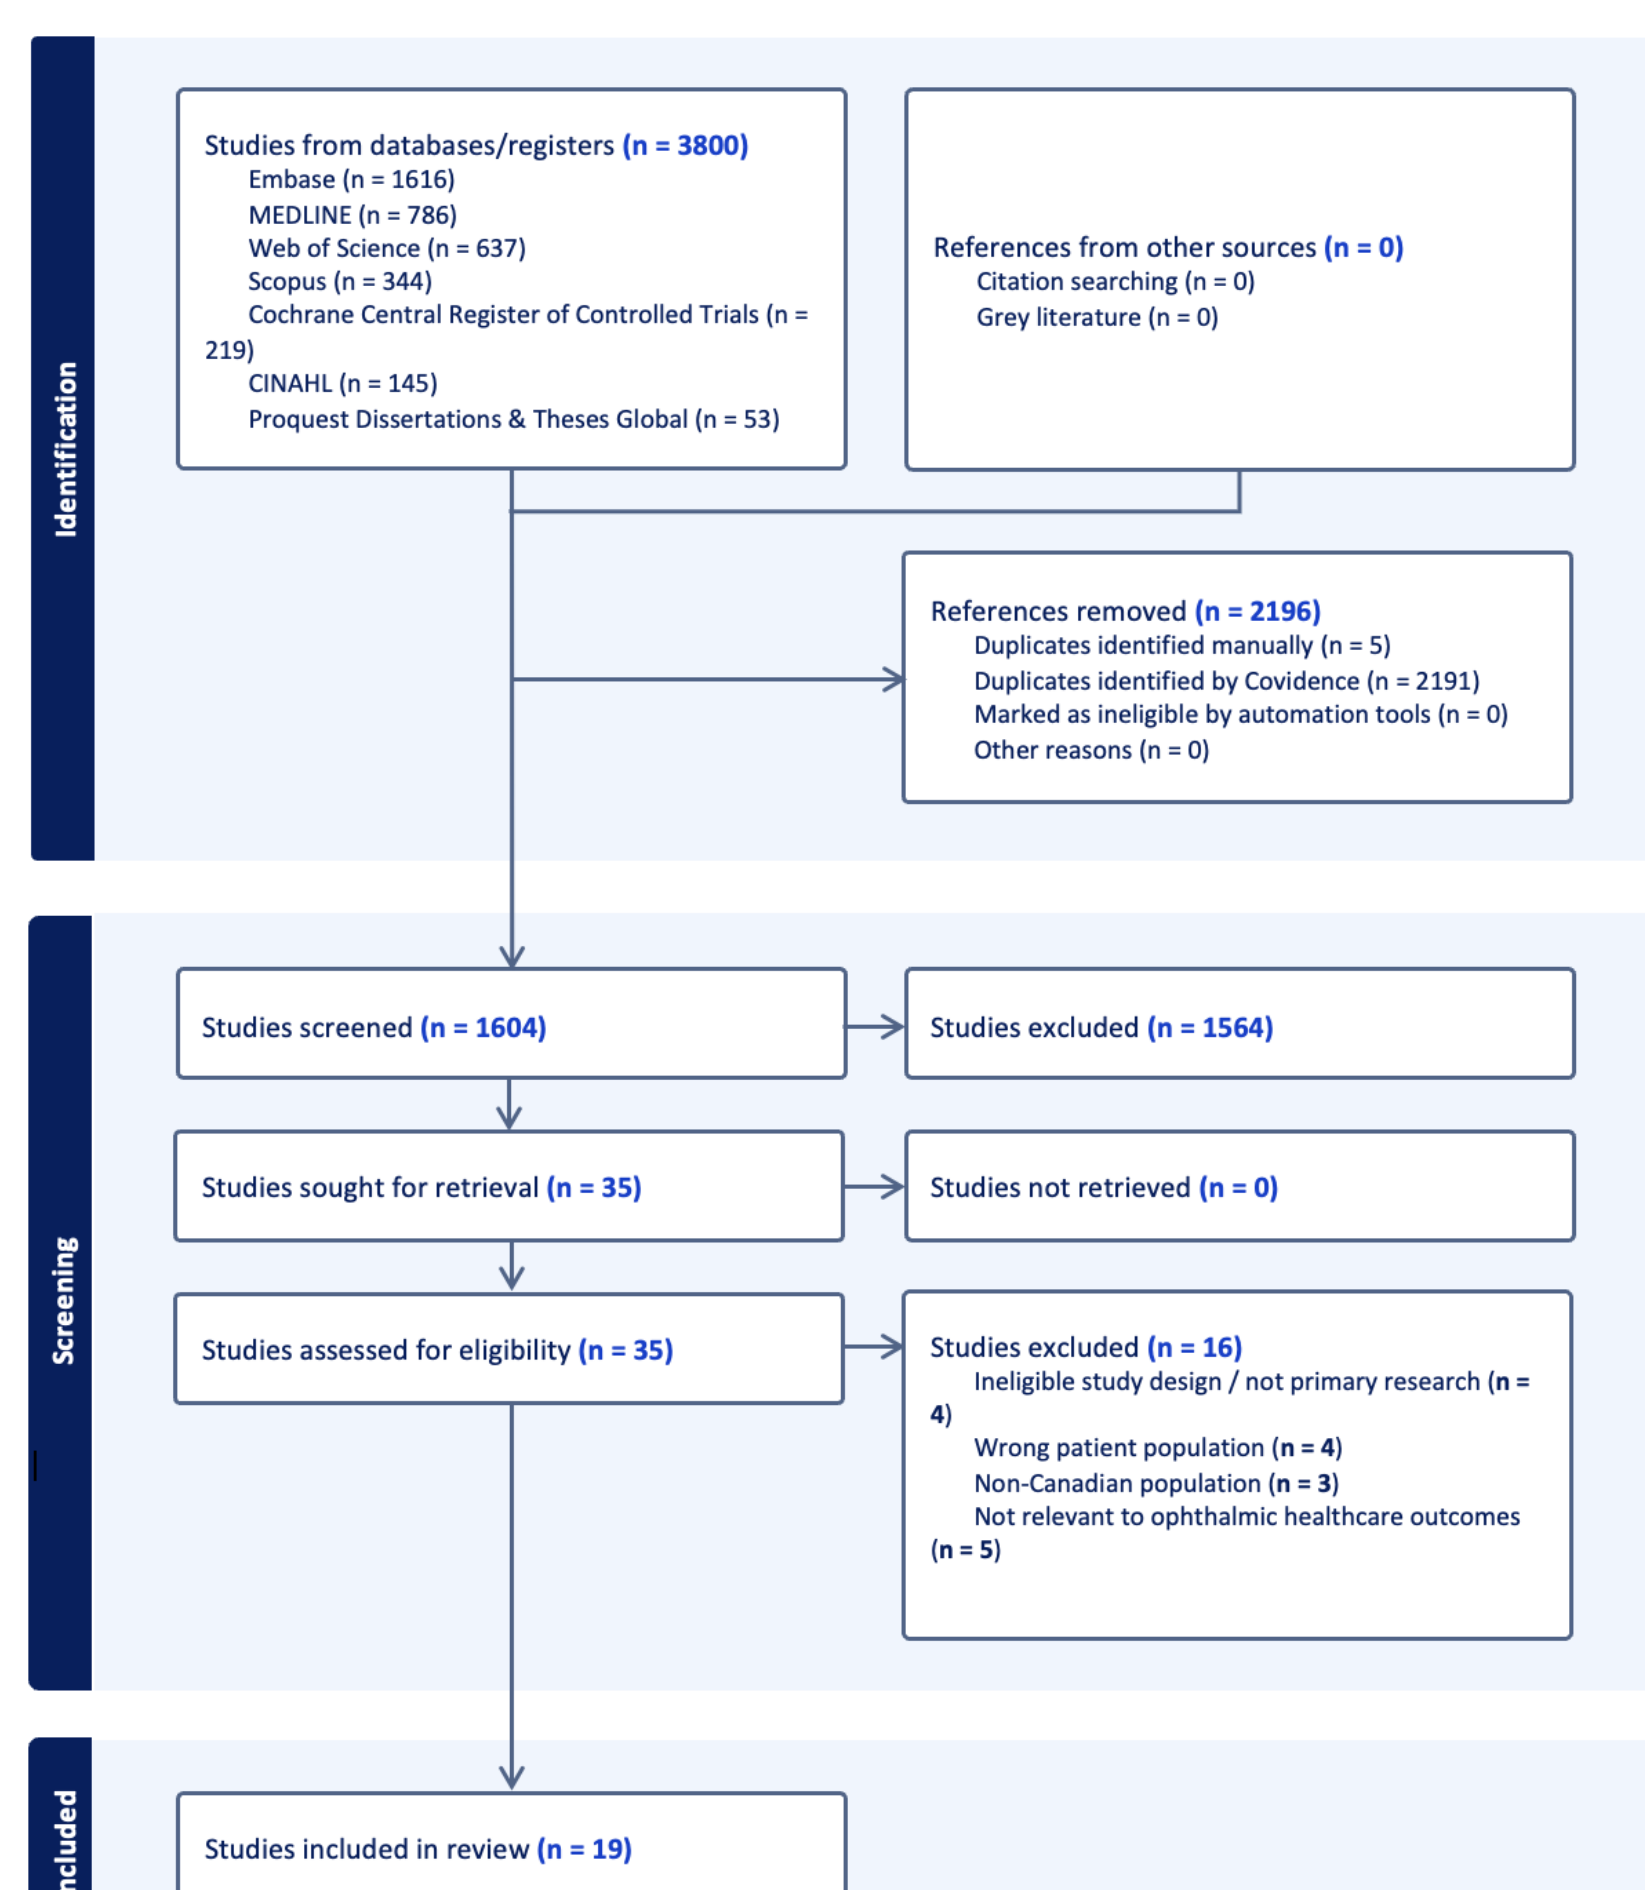 Identification
Studies from databases/registers (n = 3800)
Embase (n = 1616)
MEDLINE (n = 786)
Web of Science (n = 637)
Scopus (n = 344)
Cochrane Central Register of Controlled Trials (n =
219)
CINAHL (n = 145)
Proquest Dissertations & Theses Global (n = 53)
References from other sources (n = 0)
Citation searching (n = 0)
Grey literature (n = 0)
References removed (n = 2196)
Duplicates identified manually (n = 5)
Duplicates identified by Covidence (n = 2191)
Marked as ineligible by automation tools (n = 0)
Other reasons (n = 0)
Screening
Studies screened (n = 1604)
Studies excluded (n = 1564)
Studies sought for retrieval (n = 35)
Studies not retrieved (n = 0)
Studies assessed for eligibility (n = 35)
Studies excluded (n = 16)
Ineligible study design / not primary research (n =
4)
Wrong patient population (n = 4)
Non-Canadian population (n = 3)
Not relevant to ophthalmic healthcare outcomes
(n = 5)
ncluded
Studies included in review (n = 19)